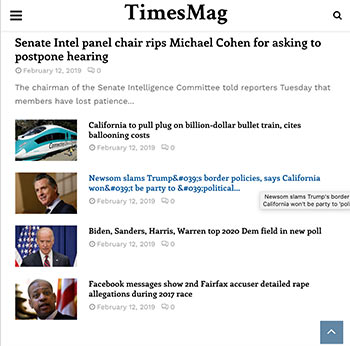 TimesMag
Senate Intel panel chair rips Michael Cohen for asking to
postpone hearing
February 12, 2019 0
The chairman of the Senate Intelligence Committee told reporters Tuesday that
members have lost patience...
California to pull plug on billion-dollar bullet train, cites
ballooning costs
February 12, 2019 0
Newsom slams Trump&#039;s border policies, says California
won&#039;t be party to &#039;political...
February 12, 2019 0
Newsom slams Trump's border
California won't be party to 'poli
Biden, Sanders, Harris, Warren top 2020 Dem field in new poll
February 12, 2019 0
Facebook messages show 2nd Fairfax accuser detailed rape
allegations during 2017 race
February 12, 2019 0